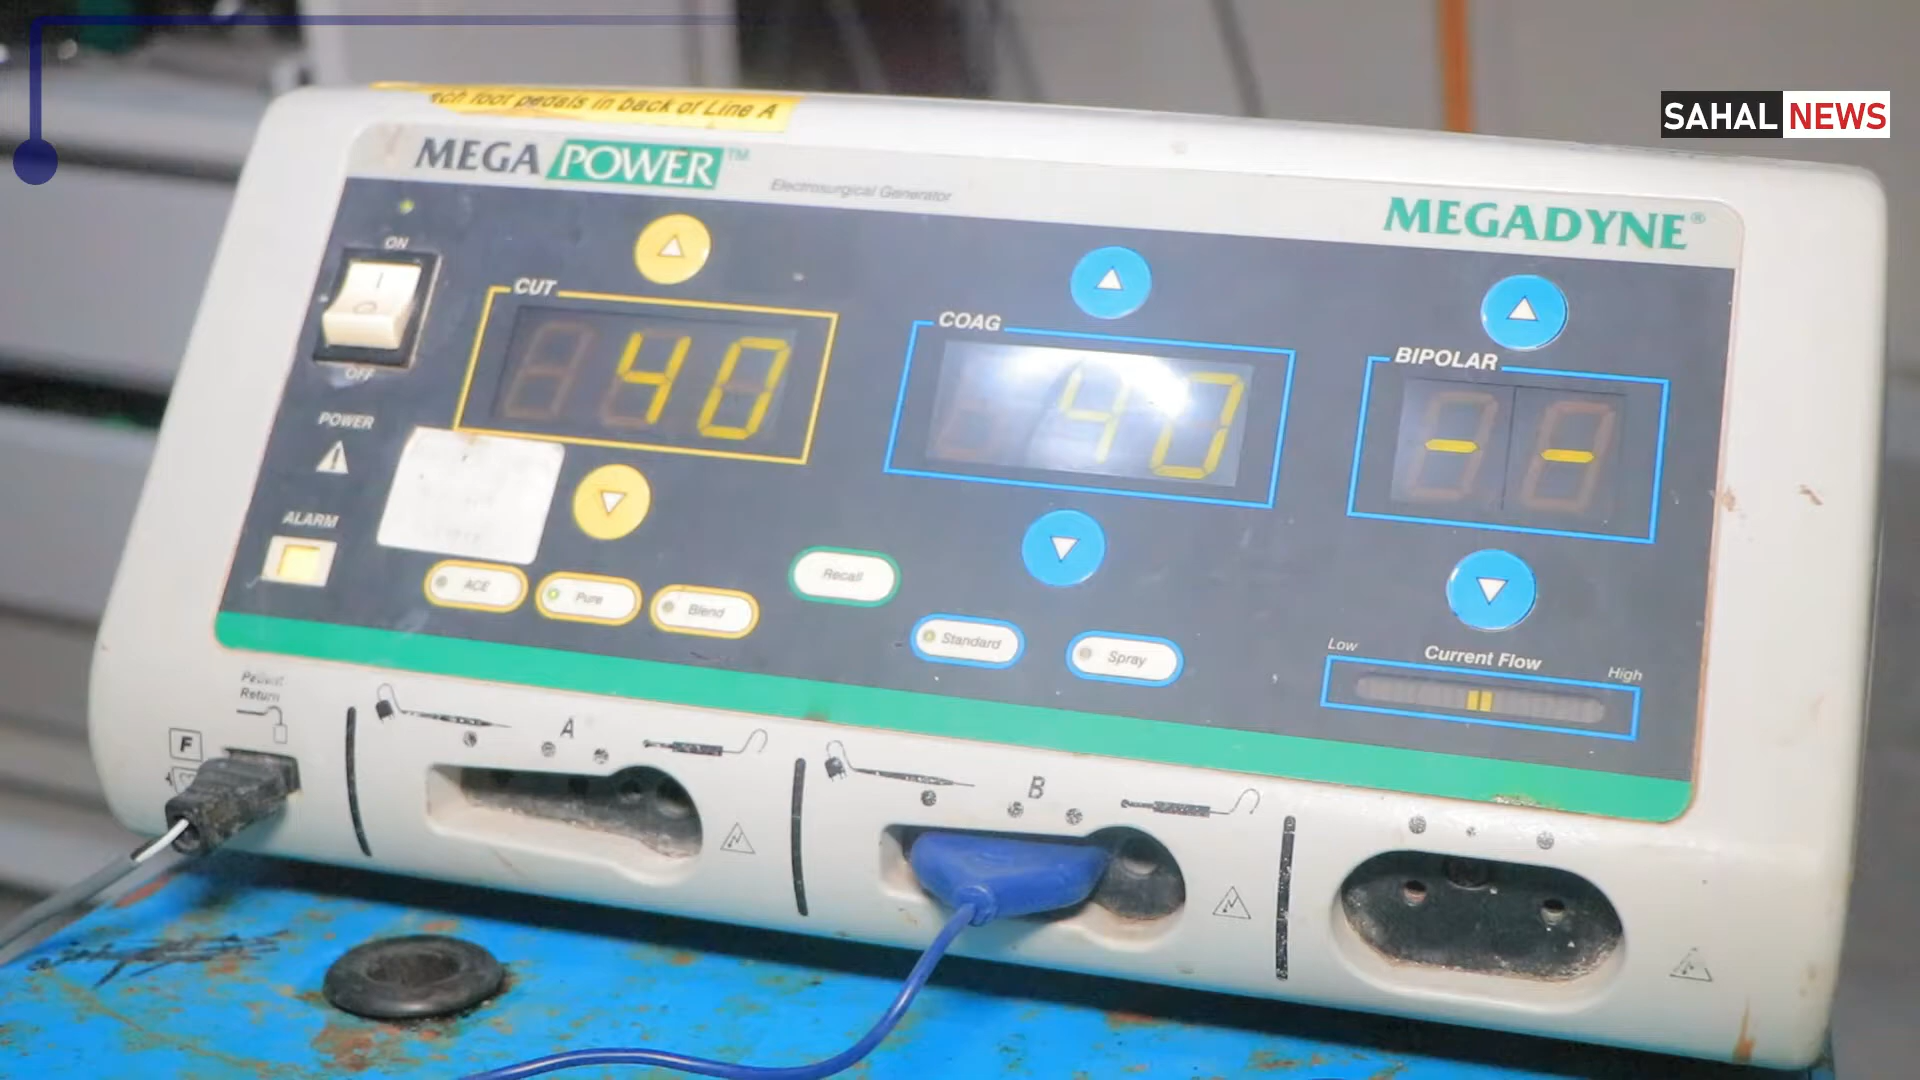 ch foot pedals in back of Line A
SAHAL NEWS
MEGA POWER™
Electrosurgical Generator
MEGADYNE®
ON
OFF
CUT
40
COAG
40
BIPOLAR
--
POWER
ALARM
ACE
Pure
Blend
Recall
Standard
Spray
Low
Current Flow
High
Patient
Return
F
A
B